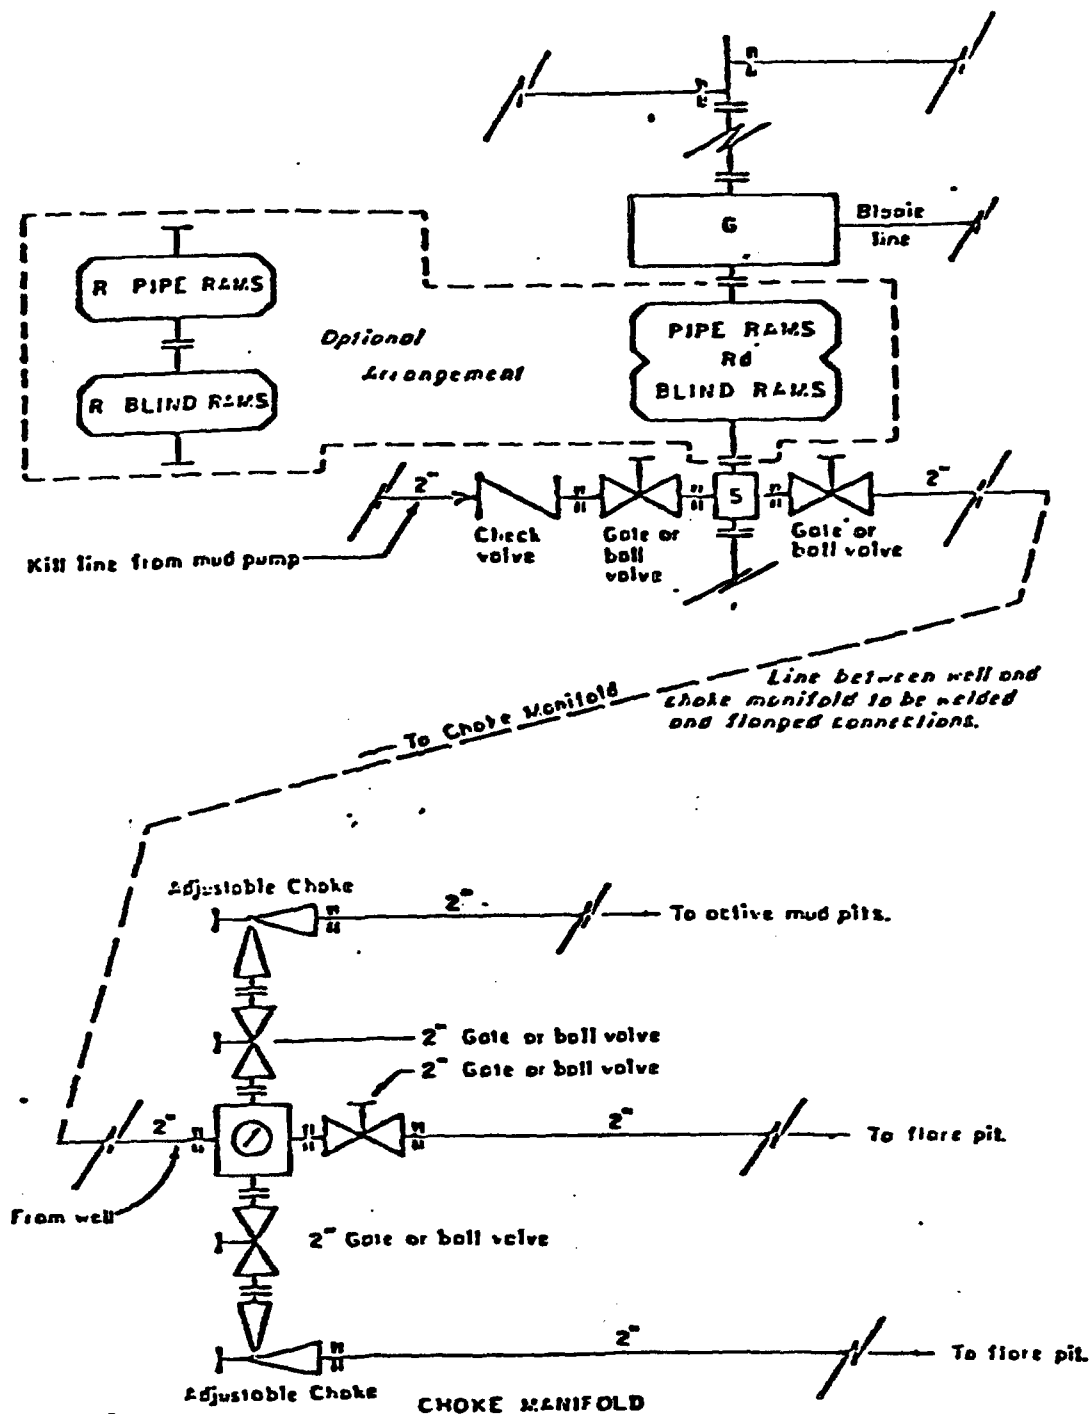 G
Blooie
line
R PIPE RAMS
PIPE RAMS
Rd
BLIND RAMS
Optional
Arrangement
R BLIND RAMS
2"
S
2"
Check
valve
Gate or
ball
valve
Gate or
ball valve
Kill line from mud pump
Line between well and
choke manifold to be welded
and flanged connections.
To Choke Manifold
Adjustable Choke
2"
To active mud pits.
2" Gate or ball valve
2" Gate or ball valve
2"
2"
To flare pit.
From well
2" Gate or ball valve
2"
To flare pit.
Adjustable Choke
CHOKE MANIFOLD